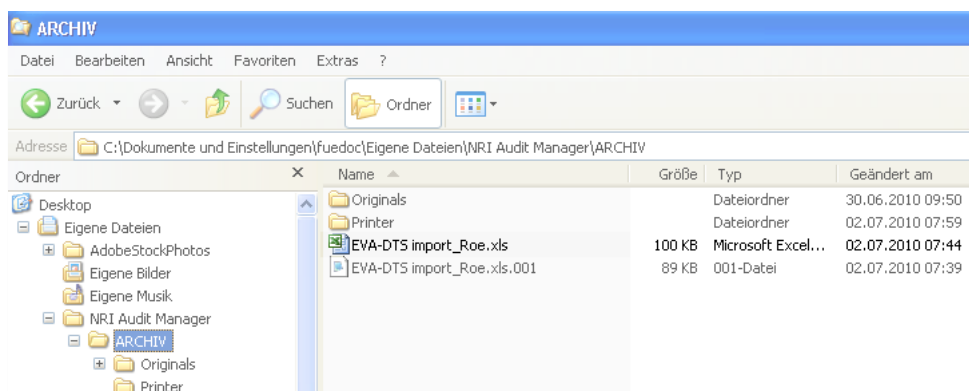 ARCHIV
Datei Bearbeiten Ansicht Favoriten Extras ?
Zurück Suchen Ordner
Adresse C:\Dokumente und Einstellungen\fuedoc\Eigene Dateien\NRI Audit Manager\ARCHIV
Ordner
Desktop
Eigene Dateien
AdobeStockPhotos
Eigene Bilder
Eigene Musik
NRI Audit Manager
ARCHIV
Originals
Printer
Name Größe Typ Geändert am
Originals Dateiordner 30.06.2010 09:50
Printer Dateiordner 02.07.2010 07:59
EVA-DTS import_Roe.xls 100 KB Microsoft Excel... 02.07.2010 07:44
EVA-DTS import_Roe.xls.001 89 KB 001-Datei 02.07.2010 07:39